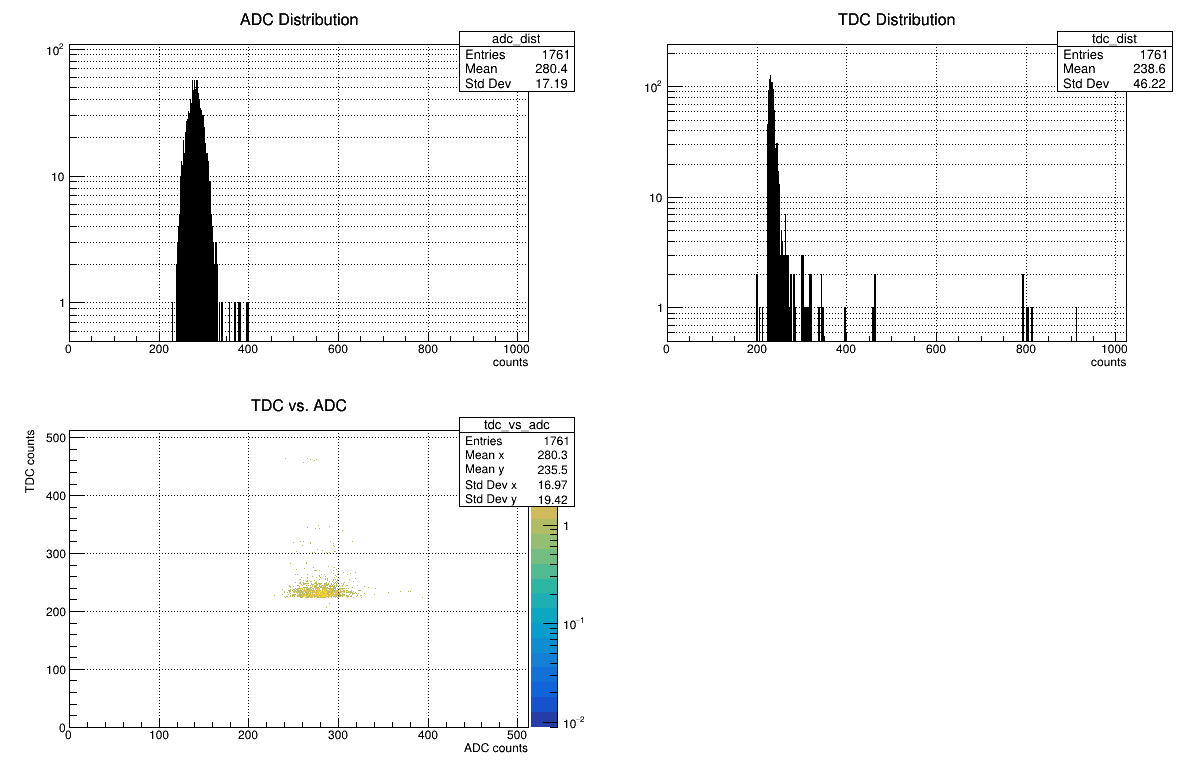 ADC Distribution
adc_dist
Entries 1761
Mean 280.4
Std Dev 17.19
10²
10
1
0 200 400 600 800 1000
counts
TDC Distribution
tdc_dist
Entries 1761
Mean 238.6
Std Dev 46.22
10²
10
1
0 200 400 600 800 1000
counts
TDC vs. ADC
tdc_vs_adc
Entries 1761
Mean x 280.3
Mean y 235.5
Std Dev x 16.97
Std Dev y 19.42
TDC counts
500
400
300
200
100
0
0 100 200 300 400 500
ADC counts
1
10⁻¹
10⁻²